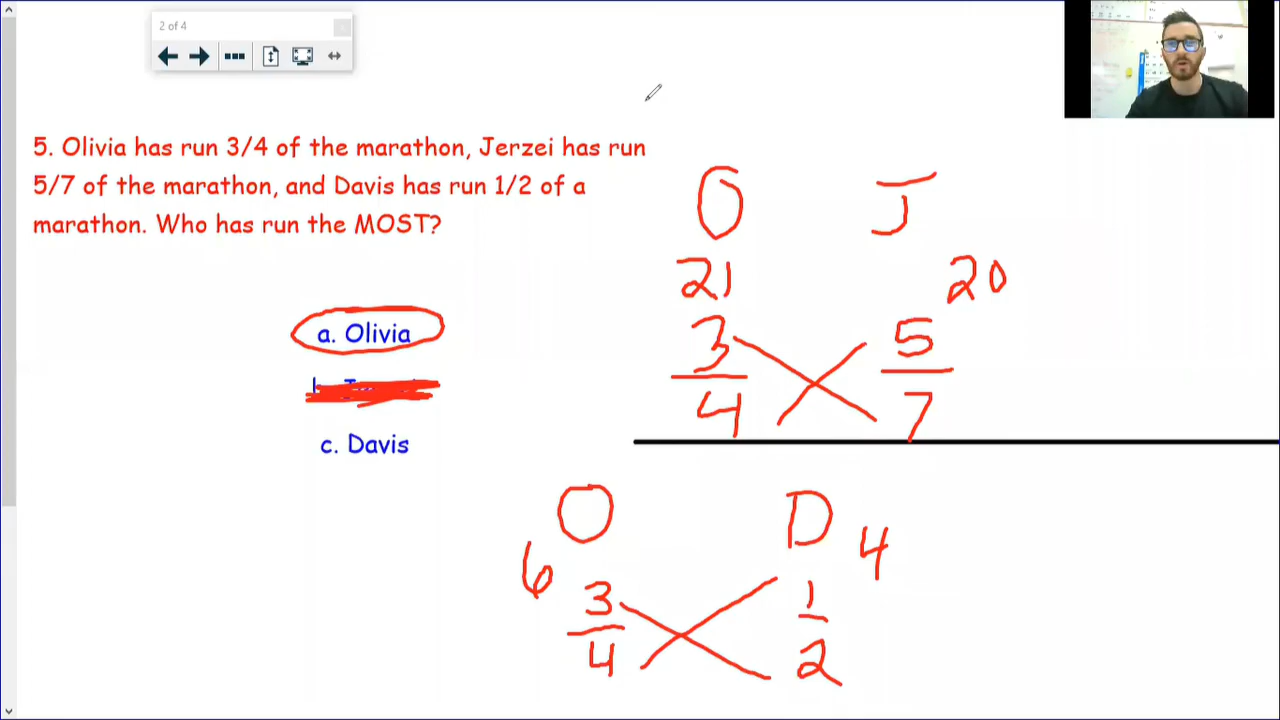 2 of 4
5. Olivia has run 3/4 of the marathon, Jerzei has run
5/7 of the marathon, and Davis has run 1/2 of a
marathon. Who has run the MOST?
a. Olivia
c. Davis
O J
21 20
3 5
4 7
O D
6 4
3 1
4 2